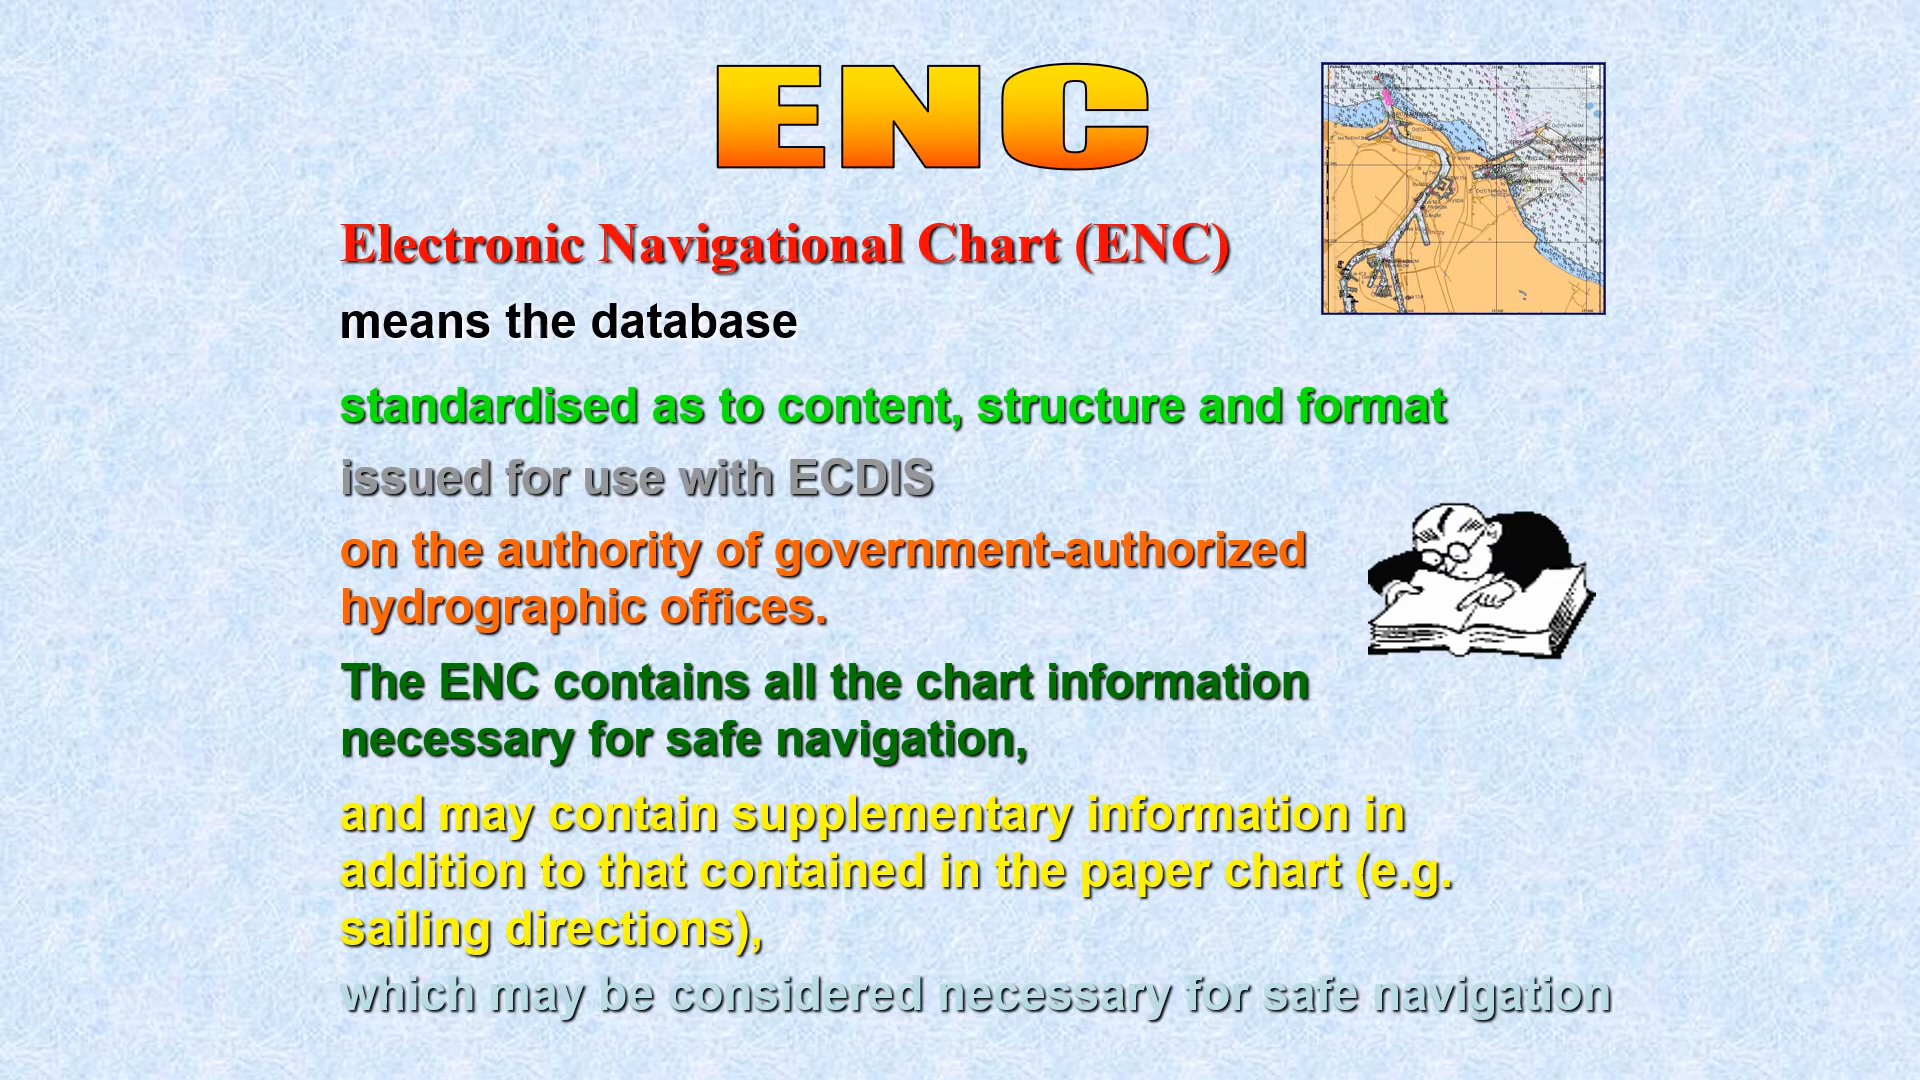 ENC
Electronic Navigational Chart (ENC)
means the database
standardised as to content, structure and format
issued for use with ECDIS
on the authority of government-authorized
hydrographic offices.
The ENC contains all the chart information
necessary for safe navigation,
and may contain supplementary information in
addition to that contained in the paper chart (e.g.
sailing directions),
which may be considered necessary for safe navigation